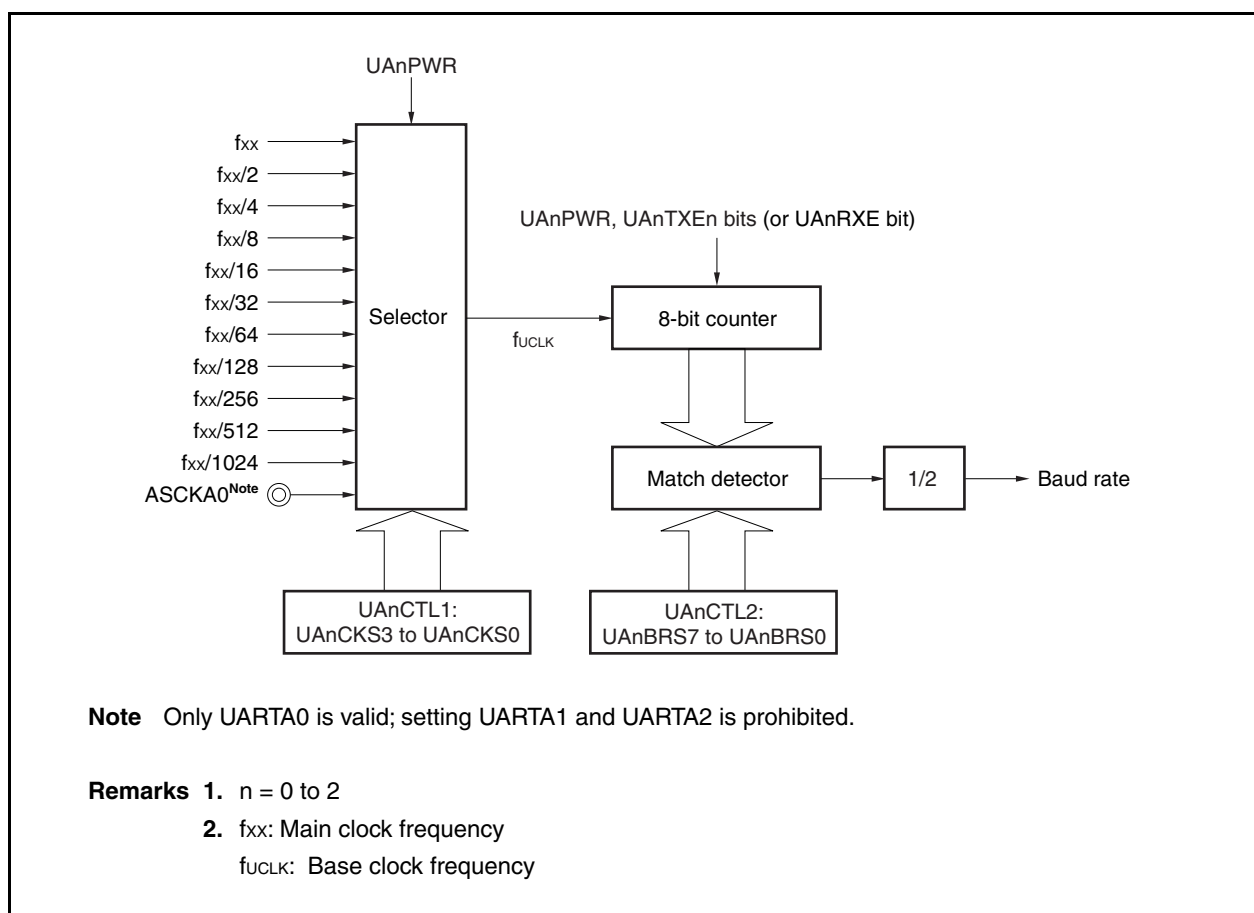 UAnPWR
fxx
fxx/2
fxx/4
fxx/8
fxx/16
fxx/32
fxx/64
fxx/128
fxx/256
fxx/512
fxx/1024
ASCKA0Note
Selector
fUCLK
UAnPWR, UAnTXEn bits (or UAnRXE bit)
8-bit counter
Match detector
1/2
Baud rate
UAnCTL1:
UAnCKS3 to UAnCKS0
UAnCTL2:
UAnBRS7 to UAnBRS0
Note Only UARTA0 is valid; setting UARTA1 and UARTA2 is prohibited.
Remarks 1. n = 0 to 2
2. fxx: Main clock frequency
fUCLK: Base clock frequency